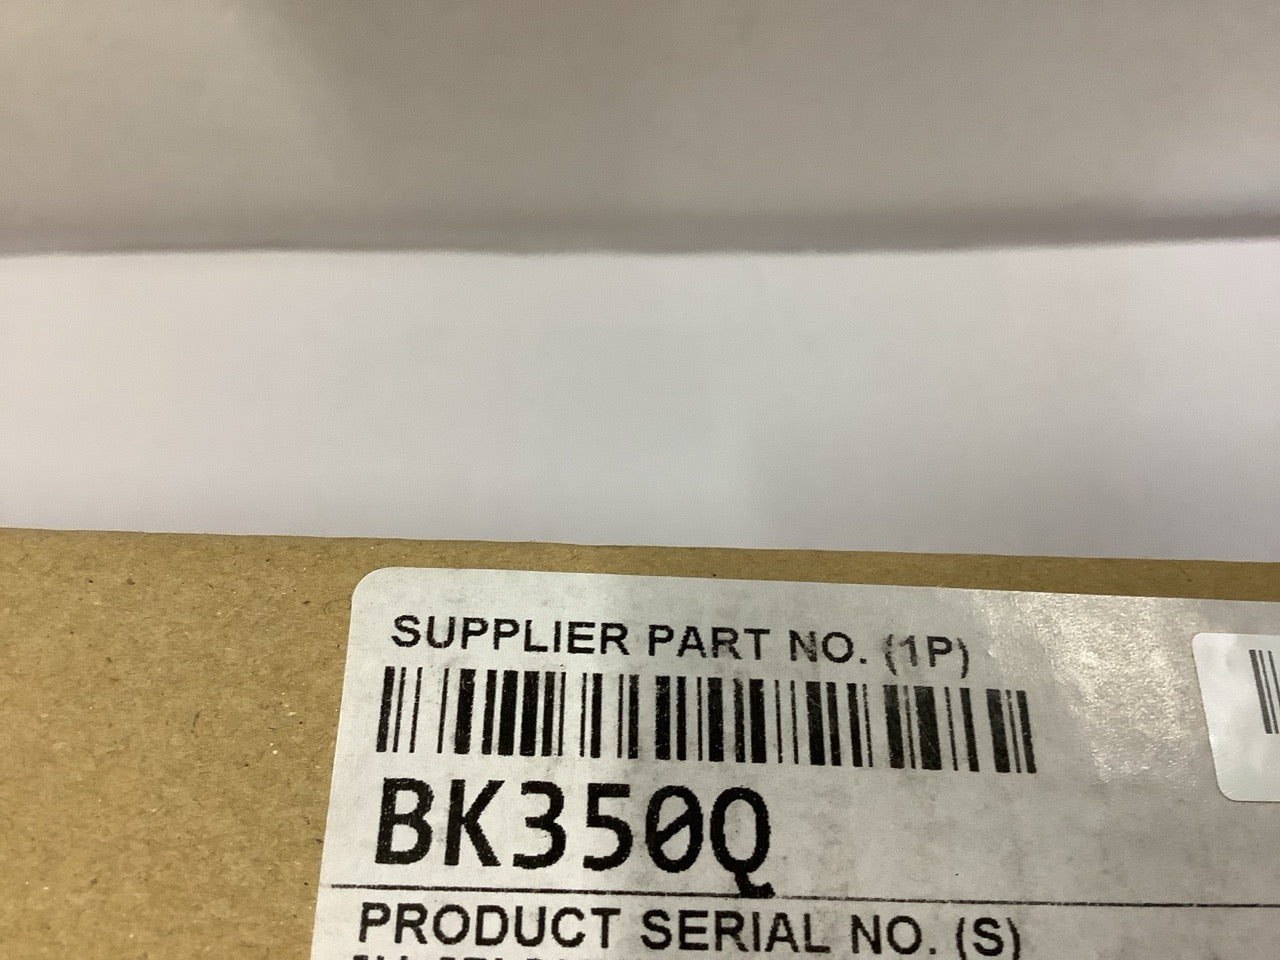 SUPPLIER PART NO. (1P)
BK350Q
PRODUCT SERIAL NO. (S)